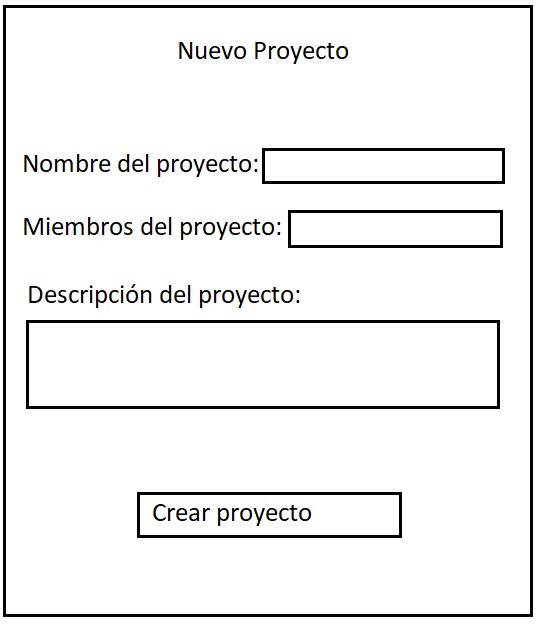 Nuevo Proyecto
Nombre del proyecto:
Miembros del proyecto:
Descripción del proyecto:
Crear proyecto